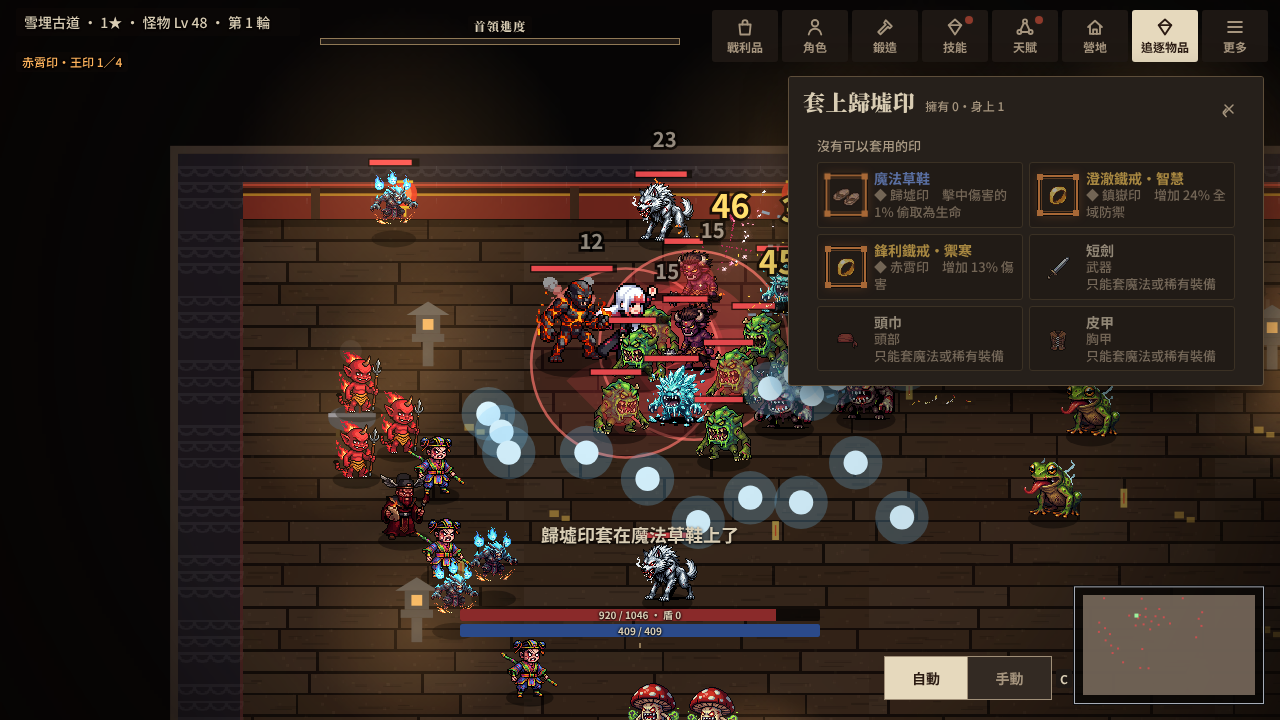 雪埋古道 ・ 1★ ・ 怪物 Lv 48 ・ 第 1 輪
赤霄印・王印 1／4
首領進度
戰利品
角色
鍛造
技能
天賦
營地
追逐物品
更多
套上歸墟印 擁有 0・身上 1
沒有可以套用的印
魔法草鞋
◆ 歸墟印 擊中傷害的
1% 偷取為生命
澄澈鐵戒・智慧
◆ 鎮嶽印 增加 24% 全
域防禦
鋒利鐵戒・禦寒
◆ 赤霄印 增加 13% 傷
害
短劍
武器
只能套魔法或稀有裝備
頭巾
頭部
只能套魔法或稀有裝備
皮甲
胸甲
只能套魔法或稀有裝備
23
46
15
12
15
45
歸墟印套在魔法草鞋上了
920 / 1046 ・ 盾 0
409 / 409
自動
手動
C